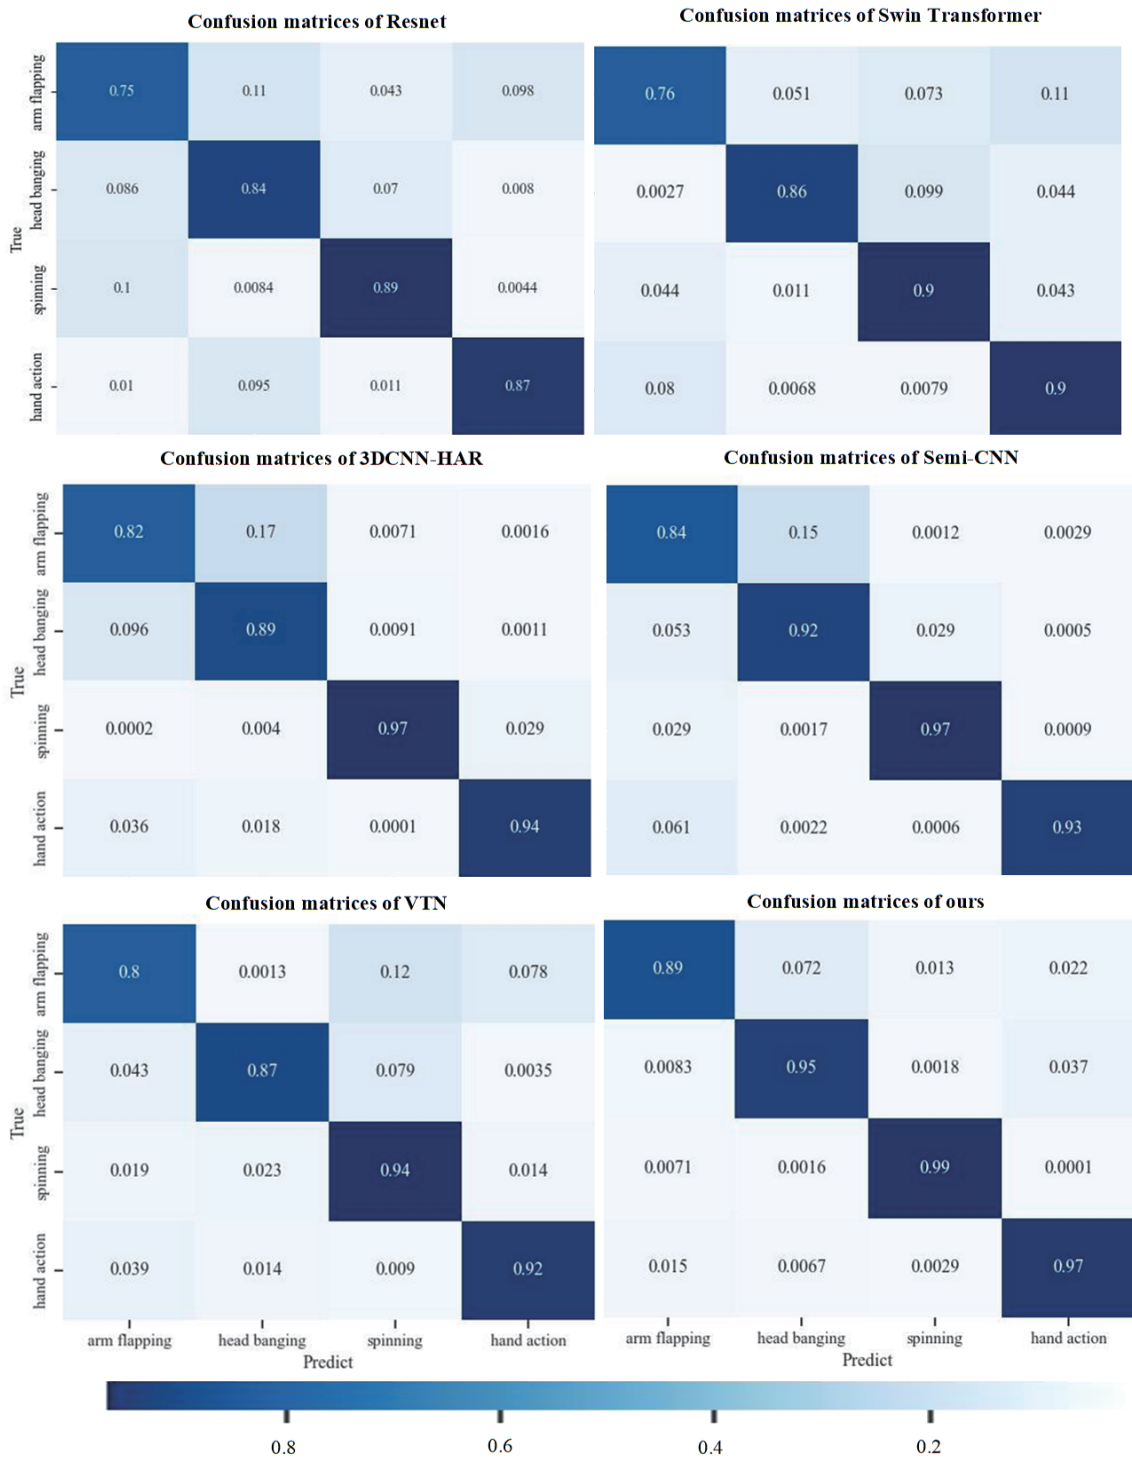 Confusion matrices of Resnet
arm flapping 0.75 0.11 0.043 0.098
head banging 0.086 0.84 0.07 0.008
spinning 0.1 0.0084 0.89 0.0044
hand action 0.01 0.095 0.011 0.87
True
Confusion matrices of Swin Transformer
0.76 0.051 0.073 0.11
0.0027 0.86 0.099 0.044
0.044 0.011 0.9 0.043
0.08 0.0068 0.0079 0.9
Confusion matrices of 3DCNN-HAR
arm flapping 0.82 0.17 0.0071 0.0016
head banging 0.096 0.89 0.0091 0.0011
spinning 0.0002 0.004 0.97 0.029
hand action 0.036 0.018 0.0001 0.94
True
Confusion matrices of Semi-CNN
0.84 0.15 0.0012 0.0029
0.053 0.92 0.029 0.0005
0.029 0.0017 0.97 0.0009
0.061 0.0022 0.0006 0.93
Confusion matrices of VTN
arm flapping 0.8 0.0013 0.12 0.078
head banging 0.043 0.87 0.079 0.0035
spinning 0.019 0.023 0.94 0.014
hand action 0.039 0.014 0.009 0.92
True
arm flapping head banging spinning hand action
Predict
Confusion matrices of ours
0.89 0.072 0.013 0.022
0.0083 0.95 0.0018 0.037
0.0071 0.0016 0.99 0.0001
0.015 0.0067 0.0029 0.97
arm flapping head banging spinning hand action
Predict
0.8 0.6 0.4 0.2